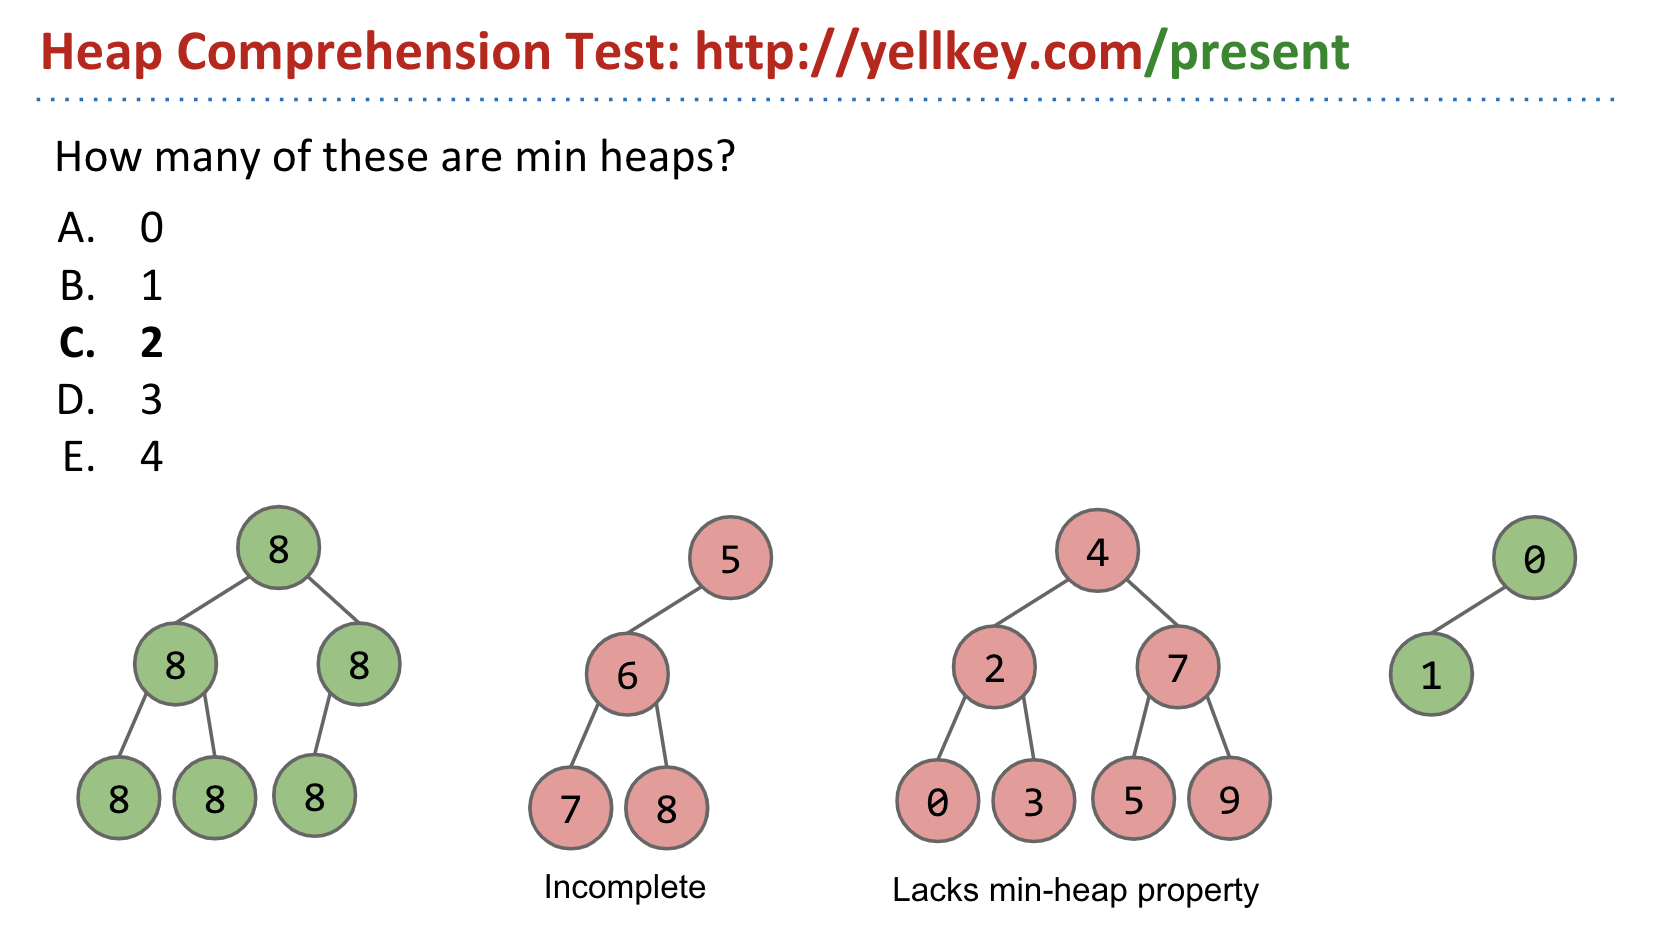 Heap Comprehension Test: http://yellkey.com/present
How many of these are min heaps?
A. 0
B. 1
C. 2
D. 3
E. 4
8
5
4
0
8 8
6
2 7
1
8 8 8
7 8
0 3 5 9
Incomplete
Lacks min-heap property